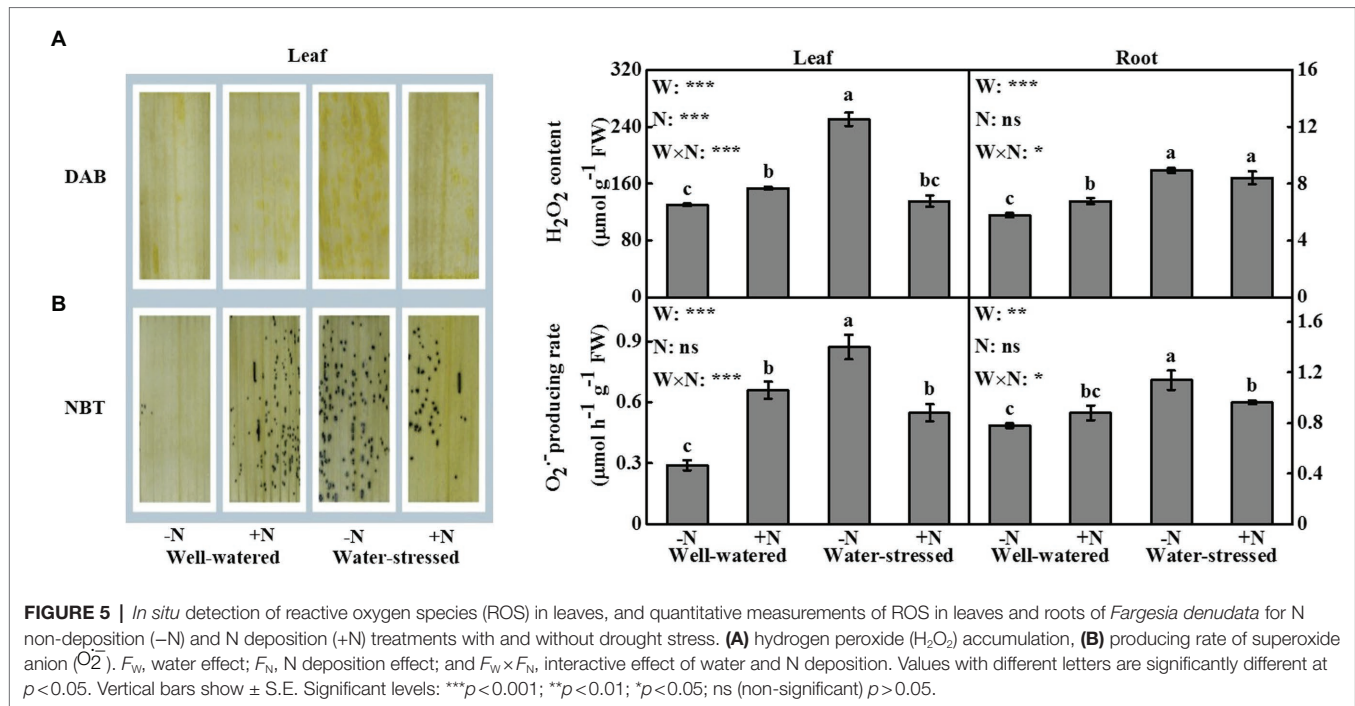 A
Leaf
DAB
B
NBT
-N +N -N +N
Well-watered Water-stressed
Leaf Root
H₂O₂ content
(µmol g⁻¹ FW)
320
240
160
80
0
W: ***
N: ***
W×N: ***
c b a bc
W: ***
N: ns
W×N: *
c b a a
16
12
8
4
0
O₂·⁻ producing rate
(µmol h⁻¹ g⁻¹ FW)
0.9
0.6
0.3
0
W: ***
N: ns
W×N: ***
c b a b
W: **
N: ns
W×N: *
c bc a b
1.6
1.2
0.8
0.4
0
-N +N -N +N -N +N -N +N
Well-watered Water-stressed Well-watered Water-stressed
FIGURE 5 | In situ detection of reactive oxygen species (ROS) in leaves, and quantitative measurements of ROS in leaves and roots of Fargesia denudata for N
non-deposition (−N) and N deposition (+N) treatments with and without drought stress. (A) hydrogen peroxide (H₂O₂) accumulation, (B) producing rate of superoxide
anion (O₂·⁻). F_W, water effect; F_N, N deposition effect; and F_W × F_N, interactive effect of water and N deposition. Values with different letters are significantly different at
p < 0.05. Vertical bars show ± S.E. Significant levels: ***p < 0.001; **p < 0.01; *p < 0.05; ns (non-significant) p > 0.05.